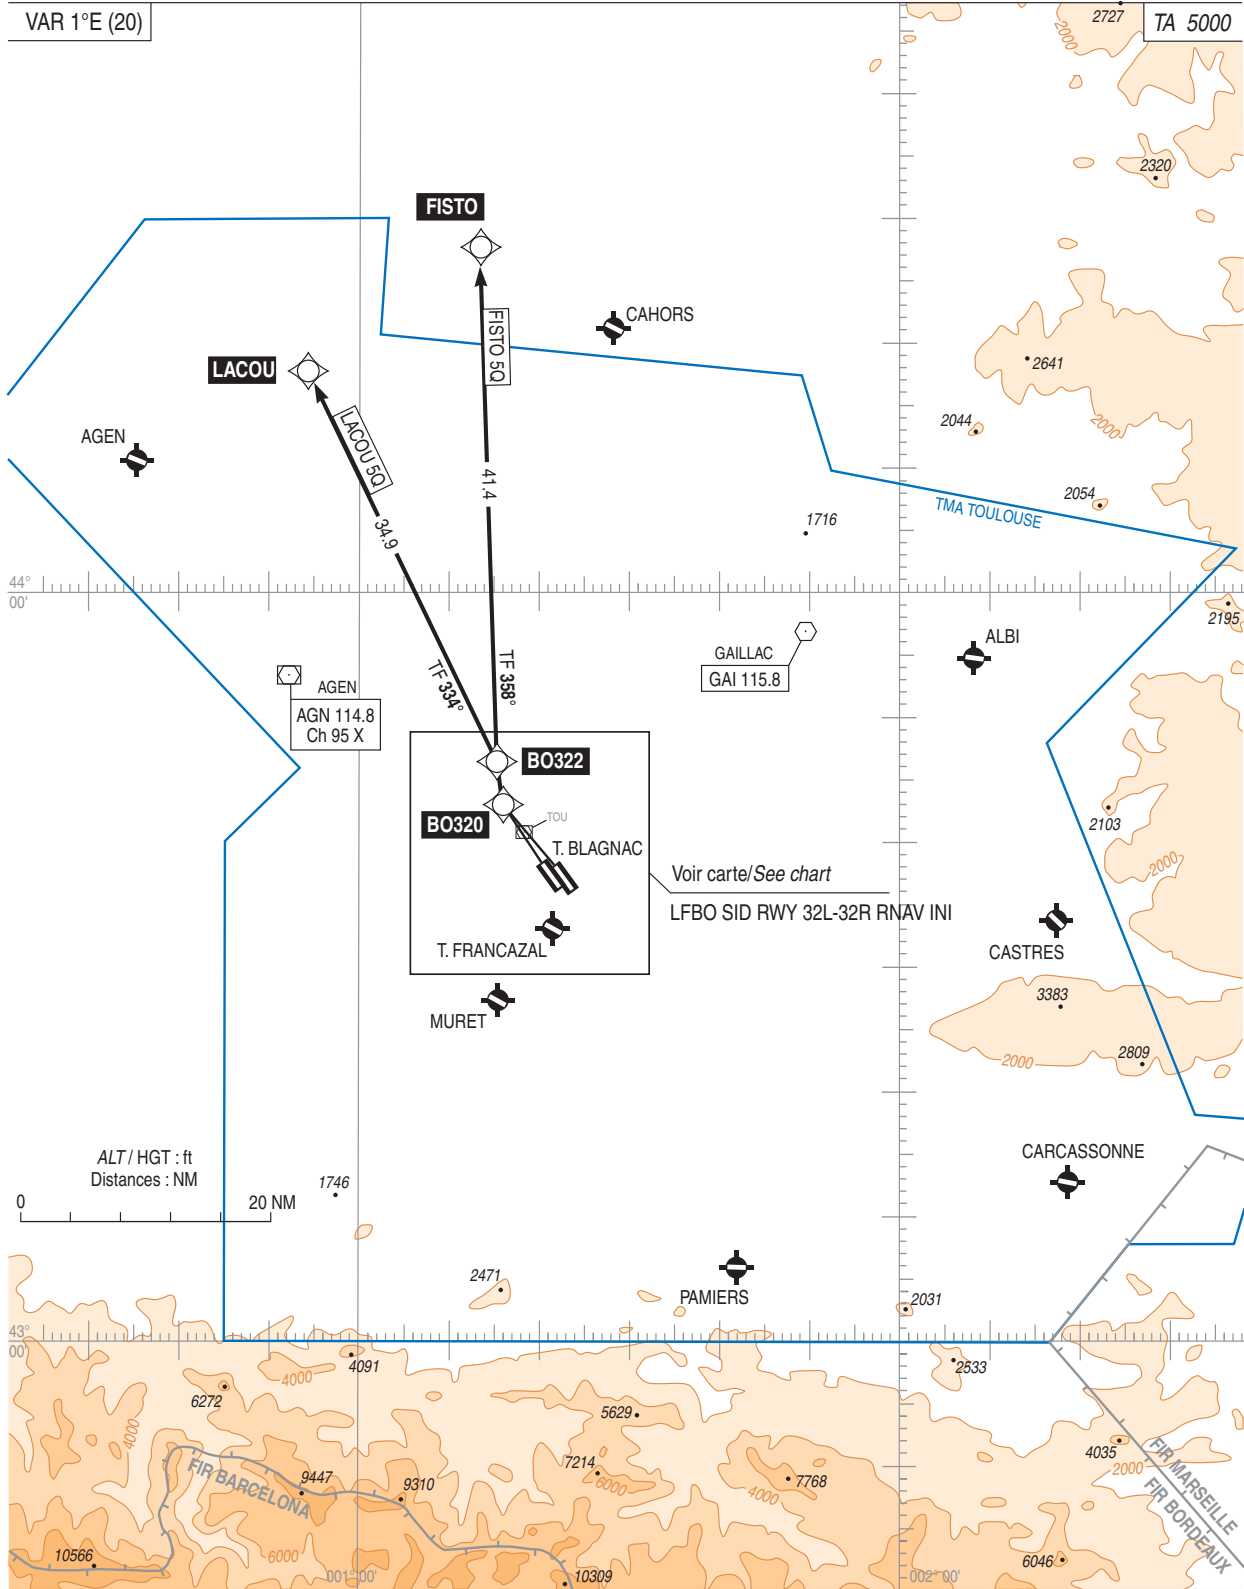 VAR 1°E (20)
2727
TA 5000
2000
2320
FISTO
CAHORS
FISTO 5Q
2641
LACOU
LACOU 5Q
2044
2000
AGEN
41.4
2054
TMA TOULOUSE
34.9
1716
44°
00'
2195
ALBI
GAILLAC
GAI 115.8
TF 334°
TF 358°
AGEN
AGN 114.8
Ch 95 X
BO322
BO320
TOU
2103
T. BLAGNAC
2000
Voir carte/See chart
LFBO SID RWY 32L-32R RNAV INI
T. FRANCAZAL
CASTRES
3383
MURET
2809
2000
ALT / HGT : ft
Distances : NM
CARCASSONNE
1746
0
20 NM
2471
PAMIERS
2031
43°
00'
4091
4000
2533
6272
5629
4000
4035
FIR BARCELONA
7214
6000
7768
4000
2000
9447
9310
FIR MARSEILLE
FIR BORDEAUX
10566
6000
6046
001° 00'
10309
002° 00'